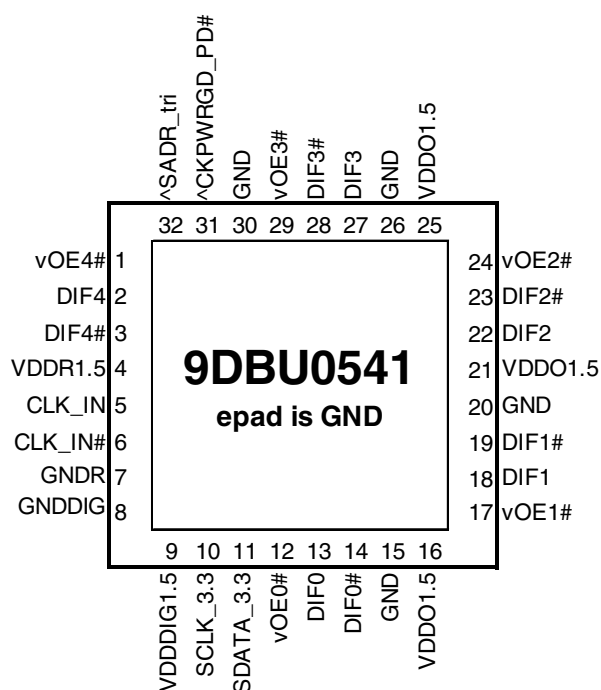 ^SADR_tri
^CKPWRGD_PD#
GND
vOE3#
DIF3#
DIF3
GND
VDDO1.5
32 31 30 29 28 27 26 25
vOE4# 1
DIF4 2
DIF4# 3
VDDR1.5 4
CLK_IN 5
CLK_IN# 6
GNDR 7
GNDDIG 8
9DBU0541
epad is GND
24 vOE2#
23 DIF2#
22 DIF2
21 VDDO1.5
20 GND
19 DIF1#
18 DIF1
17 vOE1#
9 10 11 12 13 14 15 16
VDDDIG1.5
SCLK_3.3
SDATA_3.3
vOE0#
DIF0
DIF0#
GND
VDDO1.5